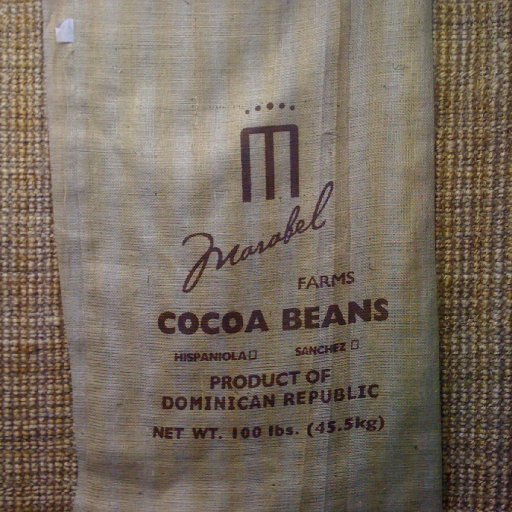 m
Marabel
FARMS
COCOA BEANS
HISPANIOLA □ SANCHEZ □
PRODUCT OF
DOMINICAN REPUBLIC
NET WT. 100 lbs. (45.5kg)